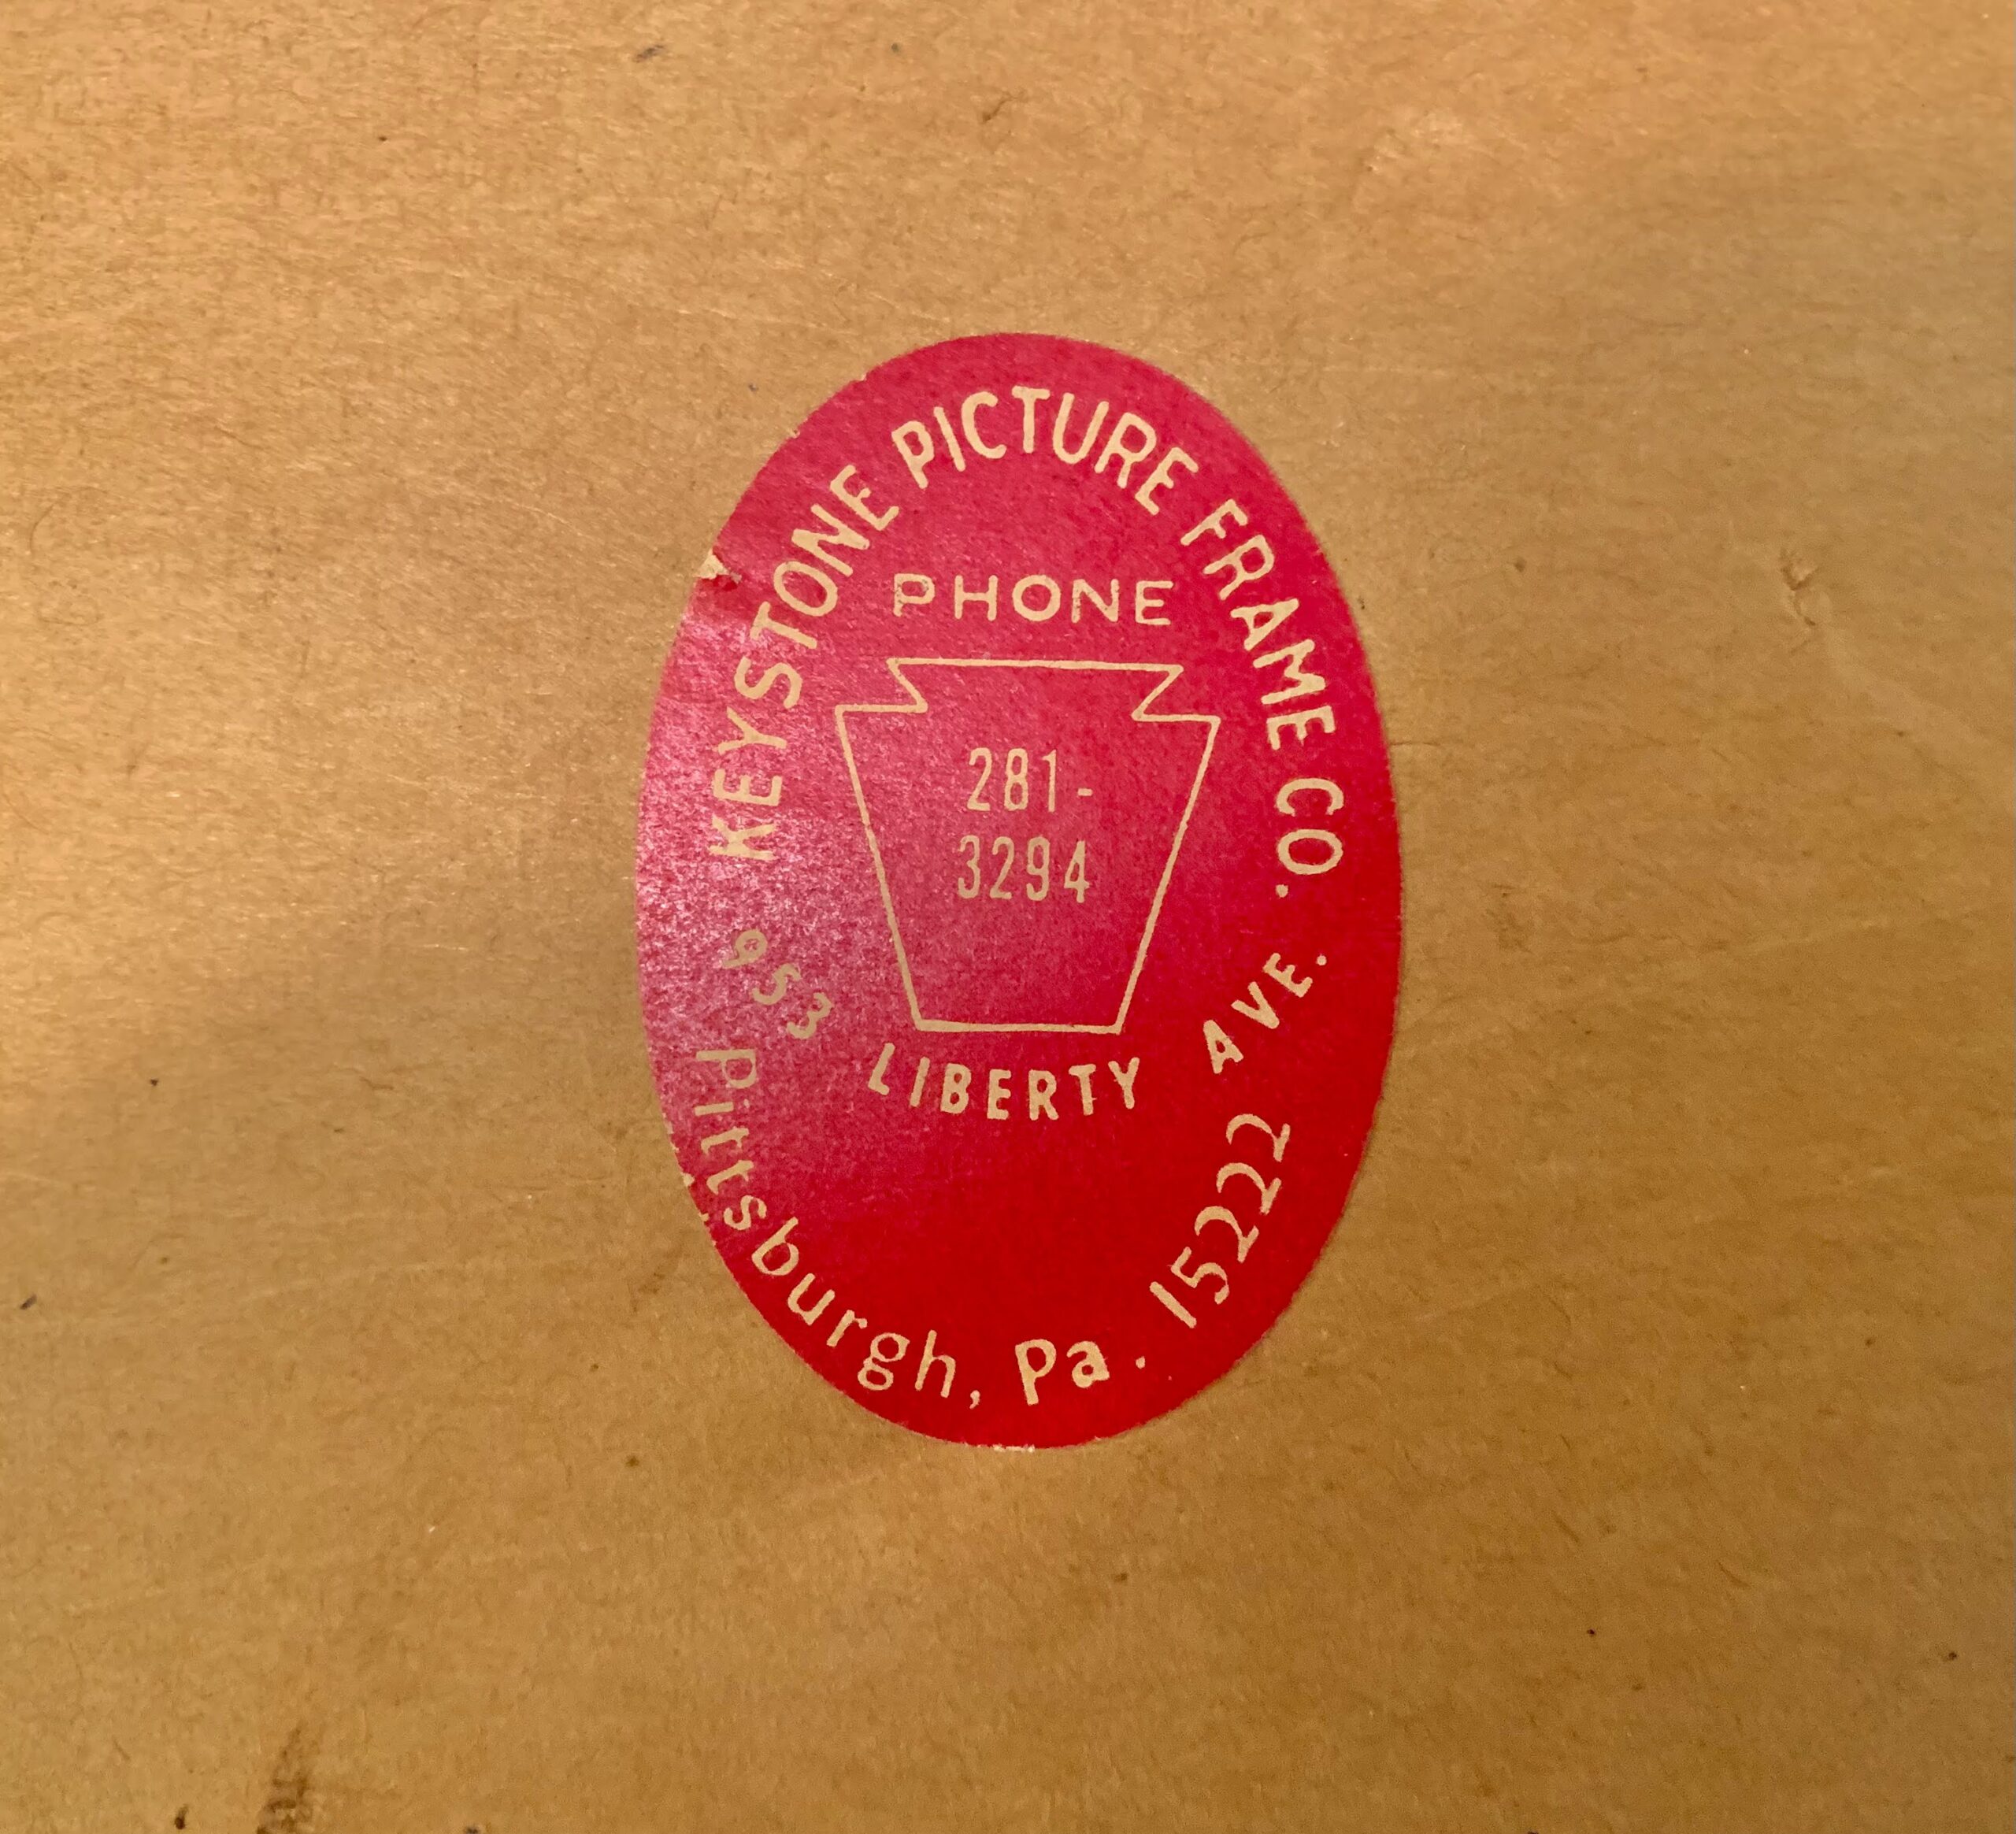 KEYSTONE PICTURE FRAME CO.
PHONE
281-
3294
953 LIBERTY AVE.
Pittsburgh, Pa. 15222